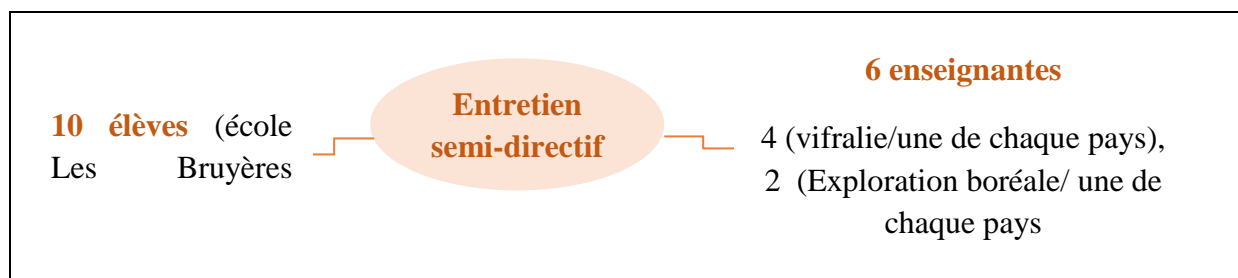 10 élèves (école
Les Bruyères
Entretien
semi-directif
6 enseignantes
4 (vifralie/une de chaque pays),
2 (Exploration boréale/ une de
chaque pays